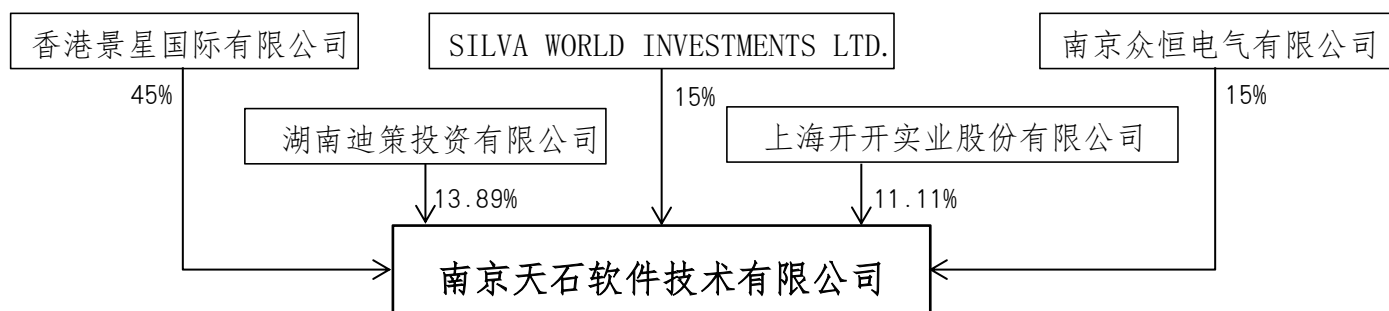 香港景星国际有限公司
SILVA WORLD INVESTMENTS LTD.
南京众恒电气有限公司
45%
15%
15%
湖南迪策投资有限公司
上海开开实业股份有限公司
13.89%
11.11%
南京天石软件技术有限公司